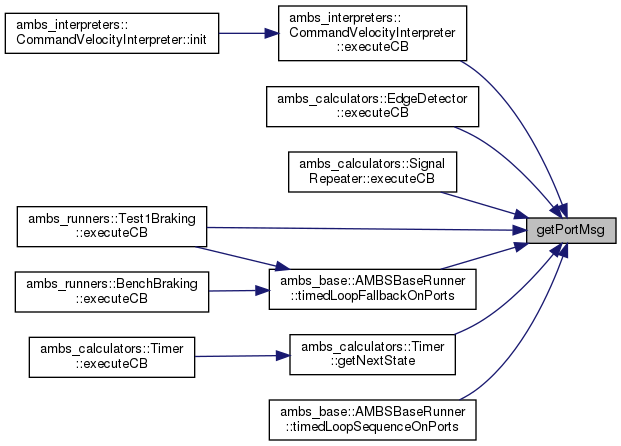 ambs_interpreters::
CommandVelocityInterpreter::init
ambs_interpreters::
CommandVelocityInterpreter
::executeCB
ambs_calculators::EdgeDetector
::executeCB
ambs_calculators::Signal
Repeater::executeCB
ambs_runners::Test1Braking
::executeCB
getPortMsg
ambs_runners::BenchBraking
::executeCB
ambs_base::AMBSBaseRunner
::timedLoopFallbackOnPorts
ambs_calculators::Timer
::executeCB
ambs_calculators::Timer
::getNextState
ambs_base::AMBSBaseRunner
::timedLoopSequenceOnPorts